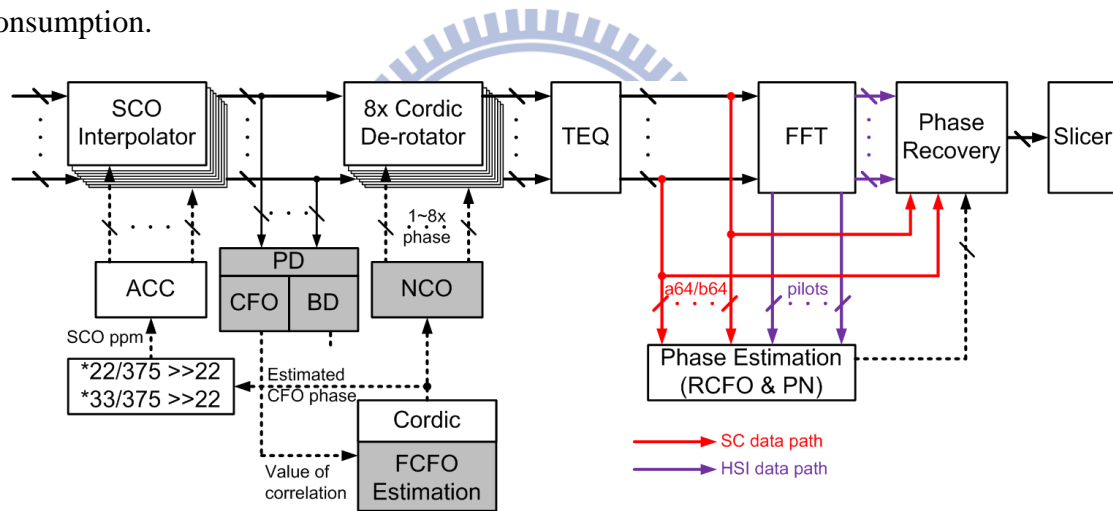 onsumption.
SCO
Interpolator
8x Cordic
De-rotator
TEQ
FFT
Phase
Recovery
Slicer
1~8x
phase
PD
CFO
BD
ACC
NCO
a64/b64
pilots
SCO ppm
*22/375 >>22
*33/375 >>22
Estimated
CFO phase
Phase Estimation
(RCFO & PN)
Cordic
FCFO
Estimation
Value of
correlation
SC data path
HSI data path